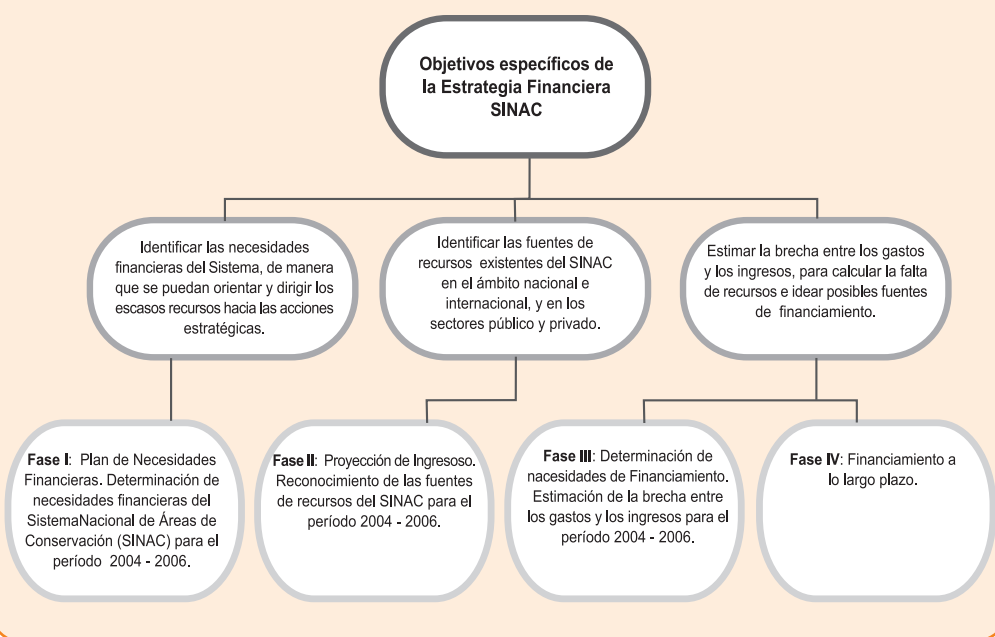 Objetivos específicos de
la Estrategia Financiera
SINAC
Identificar las necesidades
financieras del Sistema, de manera
que se puedan orientar y dirigir los
escasos recursos hacia las acciones
estratégicas.
Identificar las fuentes de
recursos existentes del SINAC
en el ámbito nacional e
internacional, y en los
sectores público y privado.
Estimar la brecha entre los gastos
y los ingresos, para calcular la falta
de recursos e idear posibles fuentes
de financiamiento.
Fase I: Plan de Necesidades
Financieras. Determinación de
necesidades financieras del
SistemaNacional de Áreas de
Conservación (SINAC) para el
período 2004 - 2006.
Fase II: Proyección de Ingresoso.
Reconocimiento de las fuentes
de recursos del SINAC para el
período 2004 - 2006.
Fase III: Determinación de
nacesidades de Financiamiento.
Estimación de la brecha entre
los gastos y los ingresos para el
período 2004 - 2006.
Fase IV: Financiamiento a
lo largo plazo.